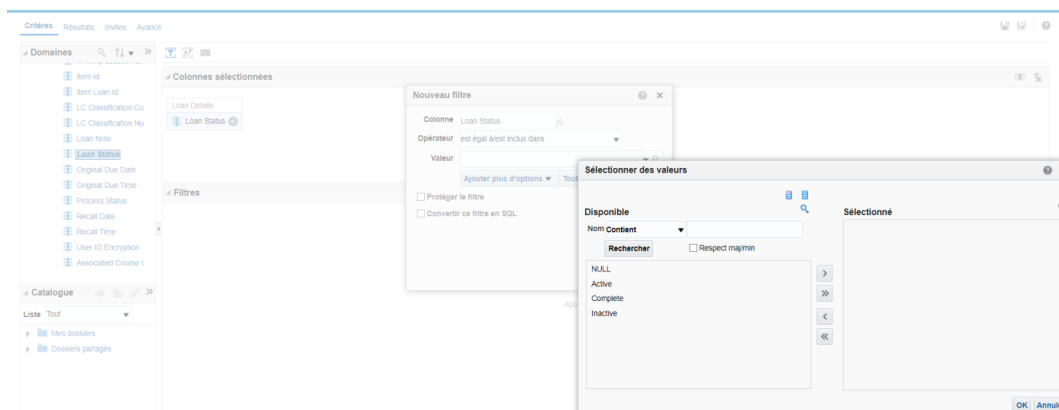 Critères Résultats Invites Avancé
Domaines
Item Id
Item Loan Id
LC Classification Co
LC Classification Nu
Loan Note
Loan Status
Original Due Date
Original Due Time
Process Status
Recall Date
Recall Time
User ID Encryption
Associated Course (
Catalogue
Liste Tout
Mes dossiers
Dossiers partagés
Colonnes sélectionnées
Loan Details
Loan Status
Filtres
Ajo
Nouveau filtre
Colonne Loan Status fx
Opérateur est égal à/est inclus dans
Valeur
Ajouter plus d'options Tout
Protéger le filtre
Convertir ce filtre en SQL
Sélectionner des valeurs
Disponible
Nom Contient
Rechercher Respect maj/min
NULL
Active
Complete
Inactive
Sélectionné
OK Annule